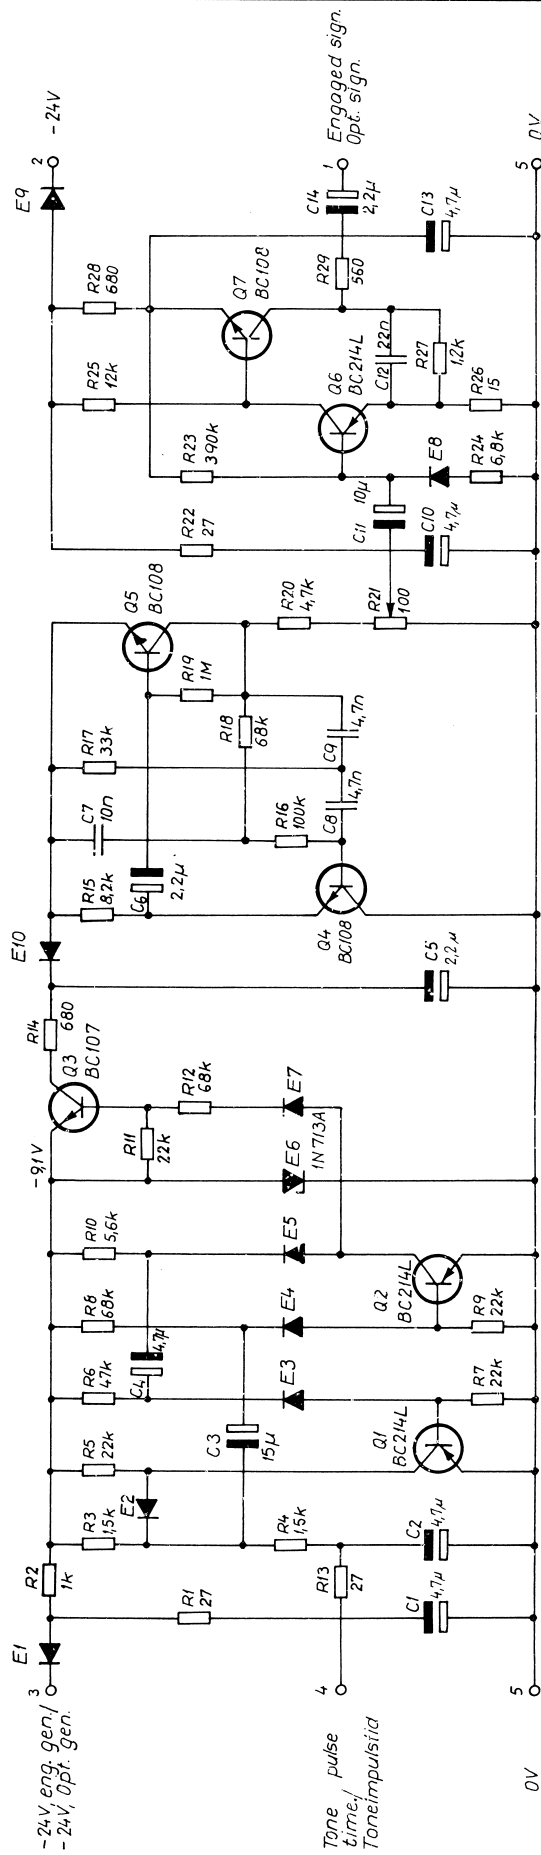 -24V, eng. gen./
-24V, Opt. gen.
3
E1
R2
1k
R1
27
R3
1,5k
E2
R5
22k
R6
47k
C4
4,7µ
R8
68k
R10
5,6k
-9,1V
R11
22k
Q3
BC107
R12
68k
R14
680
E10
R15
8,2k
C6
2,2µ
C7
10n
R17
33k
Q5
BC108
R19
1M
R18
68k
R22
27
R23
390k
R25
12k
R28
680
Q7
BC108
E9
2
-24V
Tone pulse
time./
Toneimpulstid
4
R13
27
R4
1,5k
C3
15µ
E3
E4
E5
E6
1N713A
E7
Q4
BC108
R16
100k
C8
4,7n
C9
4,7n
R20
4,7k
R21
100
C11
10µ
Q6
BC214L
C12
22n
R27
1,2k
R29
560
C14
2,2µ
1
Engaged sign.
Opt. sign.
C1
4,7µ
C2
4,7µ
Q1
BC214L
R7
22k
Q2
BC214L
R9
22k
C5
2,2µ
C10
4,7µ
E8
R24
6,8k
R26
15
C13
4,7µ
0V
5
5
0V